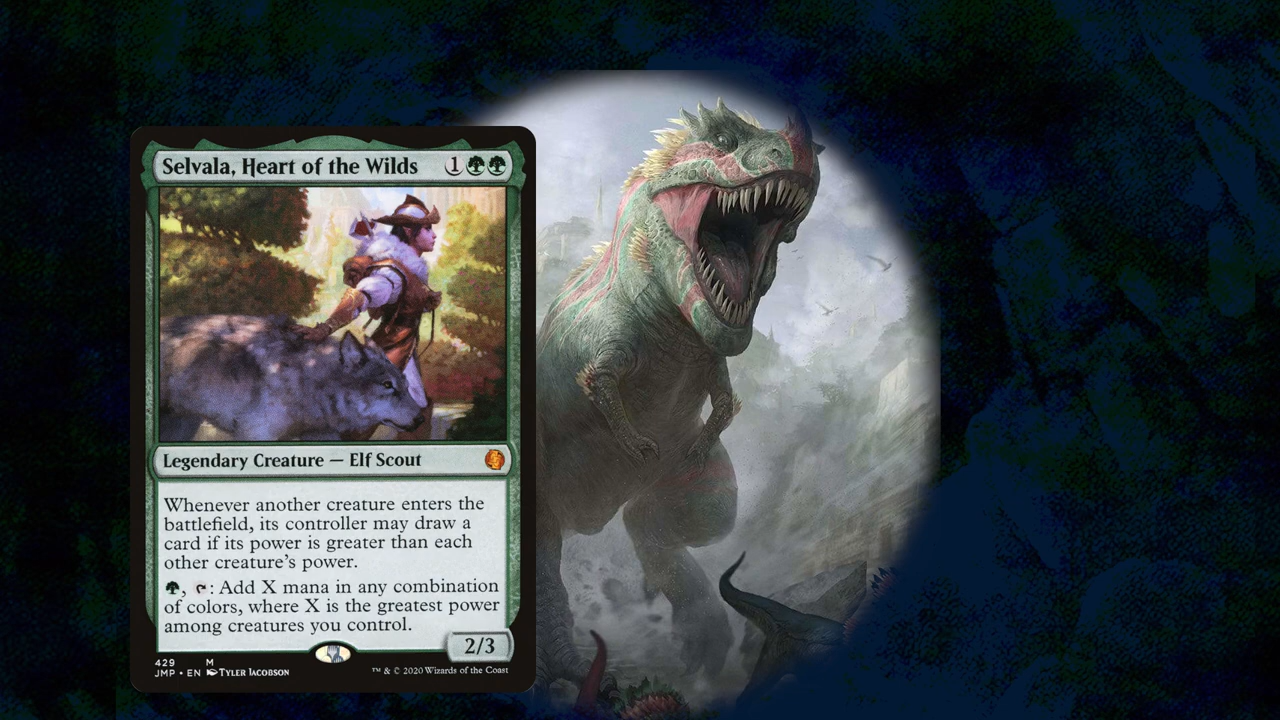 Selvala, Heart of the Wilds 1
Legendary Creature — Elf Scout
Whenever another creature enters the
battlefield, its controller may draw a
card if its power is greater than each
other creature's power.
, : Add X mana in any combination
of colors, where X is the greatest power
among creatures you control.
2/3
429 M
JMP • EN Tyler Jacobson
™ & © 2020 Wizards of the Coast